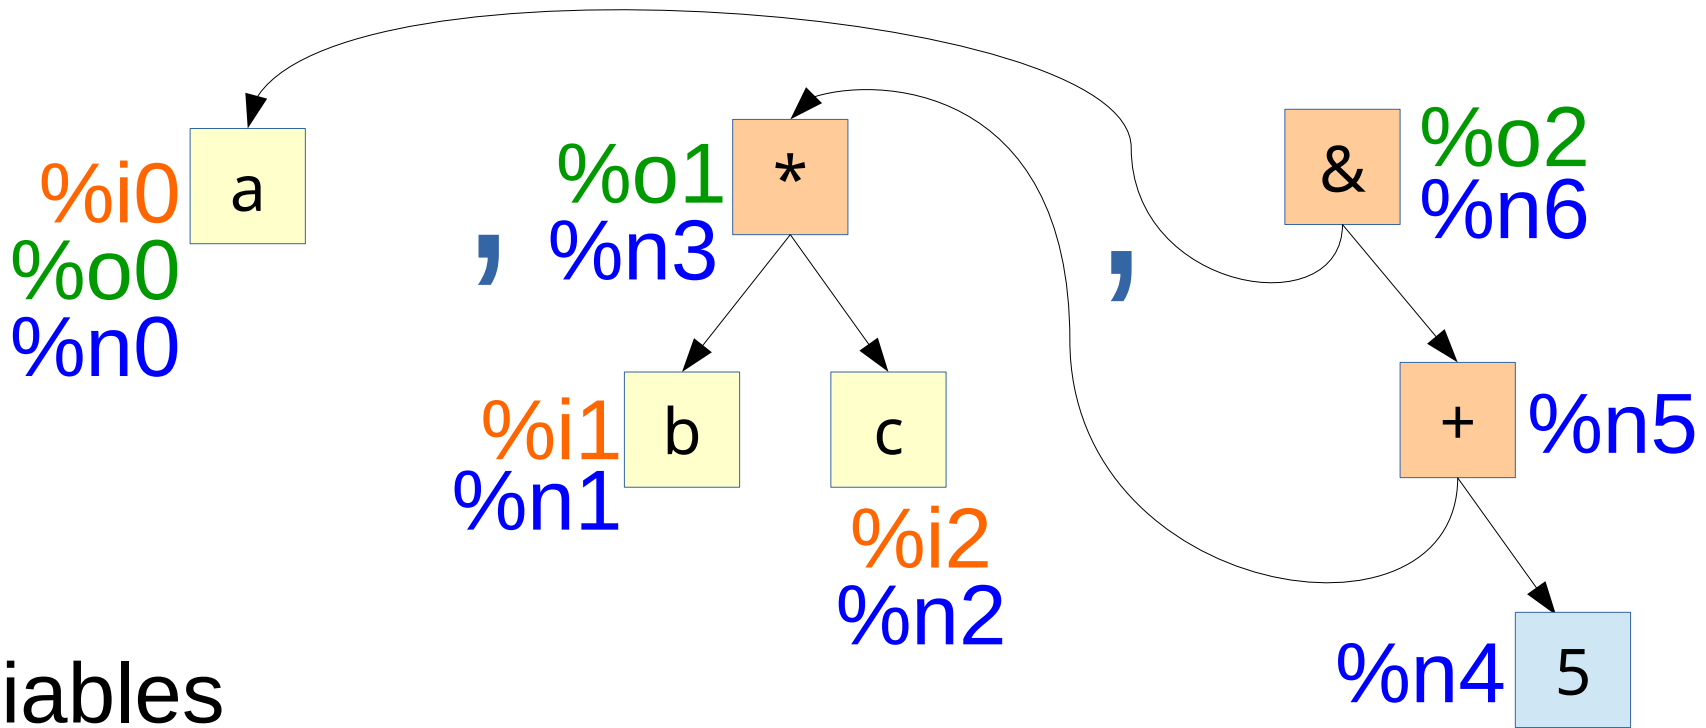 %i0
%o0
%n0
a
,
%o1
%n3
*
%i1
%n1
b
c
%i2
%n2
,
&
%o2
%n6
+
%n5
%n4
5
iables